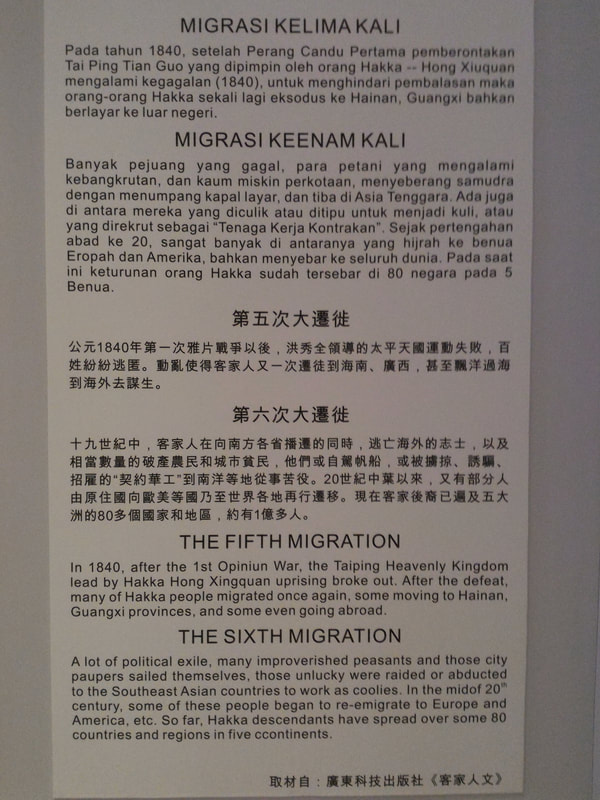 MIGRASI KELIMA KALI
Pada tahun 1840, setelah Perang Candu Pertama pemberontakan
Tai Ping Tian Guo yang dipimpin oleh orang Hakka -- Hong Xiuquan
mengalami kegagalan (1840), untuk menghindari pembalasan maka
orang-orang Hakka sekali lagi eksodus ke Hainan, Guangxi bahkan
berlayar ke luar negeri.
MIGRASI KEENAM KALI
Banyak pejuang yang gagal, para petani yang mengalami
kebangkrutan, dan kaum miskin perkotaan, menyeberang samudra
dengan menumpang kapal layar, dan tiba di Asia Tenggara. Ada juga
di antara mereka yang diculik atau ditipu untuk menjadi kuli, atau
yang direkrut sebagai “Tenaga Kerja Kontrakan”. Sejak pertengahan
abad ke 20, sangat banyak di antaranya yang hijrah ke benua
Eropah dan Amerika, bahkan menyebar ke seluruh dunia. Pada saat
ini keturunan orang Hakka sudah tersebar di 80 negara pada 5
Benua.
第五次大遷徙
公元1840年第一次雅片戰爭以後，洪秀全領導的太平天國運動失敗，百
姓紛紛逃匿。動亂使得客家人又一次遷徒到海南、廣西，甚至飄洋過海
到海外去謀生。
第六次大遷徙
十九世紀中，客家人在向南方各省播遷的同時，逃亡海外的志士，以及
相當數量的破產農民和城市貧民，他們或自駕帆船，或被擄掠、誘騙、
招雇的“契約華工”到南洋等地從事苦役。20世紀中葉以來，又有部分人
由原住國向歐美等國乃至世界各地再行遷移。現在客家後裔已遍及五大
洲的80多個國家和地區，約有1億多人。
THE FIFTH MIGRATION
In 1840, after the 1st Opiniun War, the Taiping Heavenly Kingdom
lead by Hakka Hong Xingquan uprising broke out. After the defeat,
many of Hakka people migrated once again, some moving to Hainan,
Guangxi provinces, and some even going abroad.
THE SIXTH MIGRATION
A lot of political exile, many improverished peasants and those city
paupers sailed themselves, those unlucky were raided or abducted
to the Southeast Asian countries to work as coolies. In the midof 20th
century, some of these people began to re-emigrate to Europe and
America, etc. So far, Hakka descendants have spread over some 80
countries and regions in five ccontinents.
取材自：廣東科技出版社《客家人文》